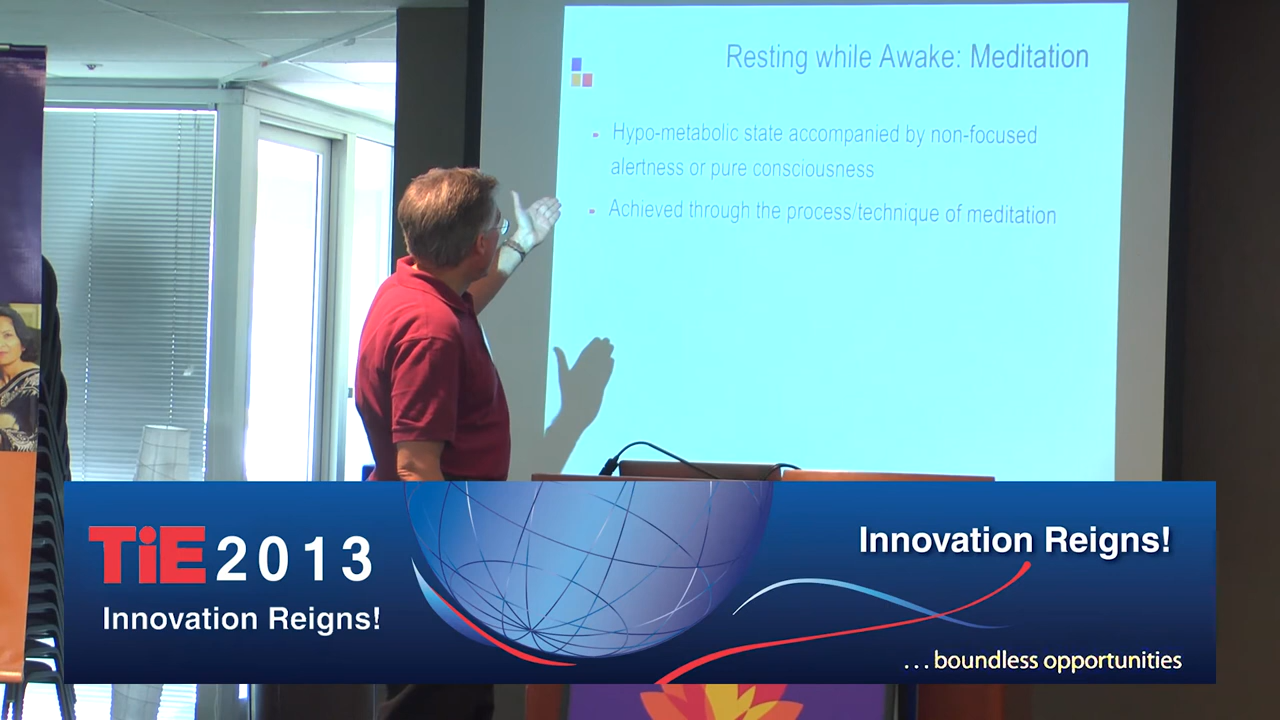 Resting while Awake: Meditation
Hypo-metabolic state accompanied by non-focused
alertness or pure consciousness
Achieved through the process/technique of meditation
TiE 2013
Innovation Reigns!
Innovation Reigns!
...boundless opportunities